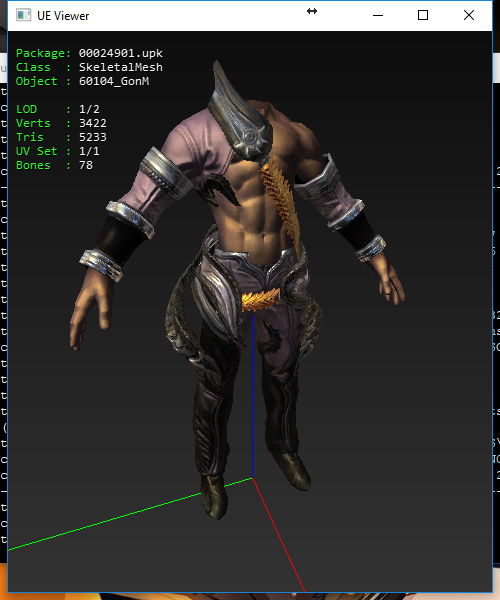 UE Viewer
Package: 00024901.upk
Class  : SkeletalMesh
Object : 60104_GonM
LOD    : 1/2
Verts  : 3422
Tris   : 5233
UV Set : 1/1
Bones  : 78